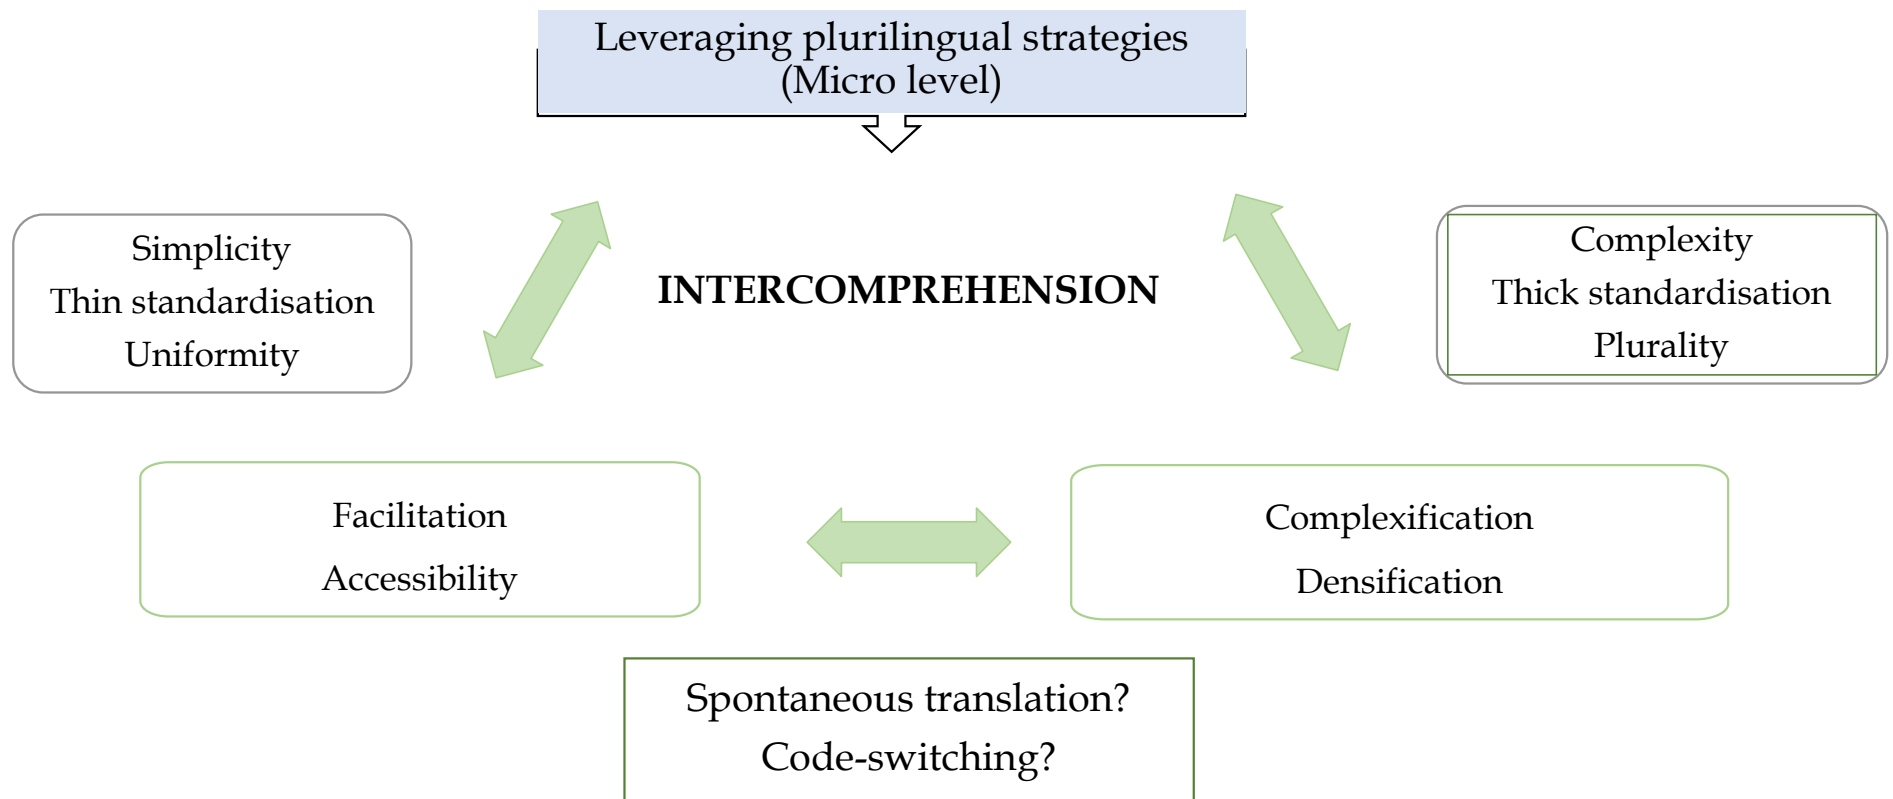 Leveraging plurilingual strategies
(Micro level)
Simplicity
Thin standardisation
Uniformity
INTERCOMPREHENSION
Complexity
Thick standardisation
Plurality
Facilitation
Accessibility
Complexification
Densification
Spontaneous translation?
Code-switching?